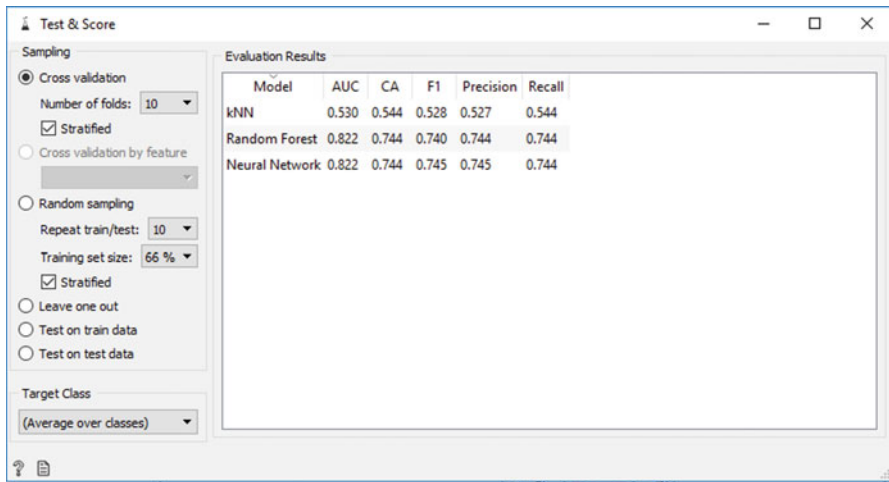 Test & Score
Sampling
Cross validation
Number of folds: 10
Stratified
Cross validation by feature
Random sampling
Repeat train/test: 10
Training set size: 66 %
Stratified
Leave one out
Test on train data
Test on test data
Target Class
(Average over classes)
Evaluation Results
Model AUC CA F1 Precision Recall
kNN 0.530 0.544 0.528 0.527 0.544
Random Forest 0.822 0.744 0.740 0.744 0.744
Neural Network 0.822 0.744 0.745 0.745 0.744
?